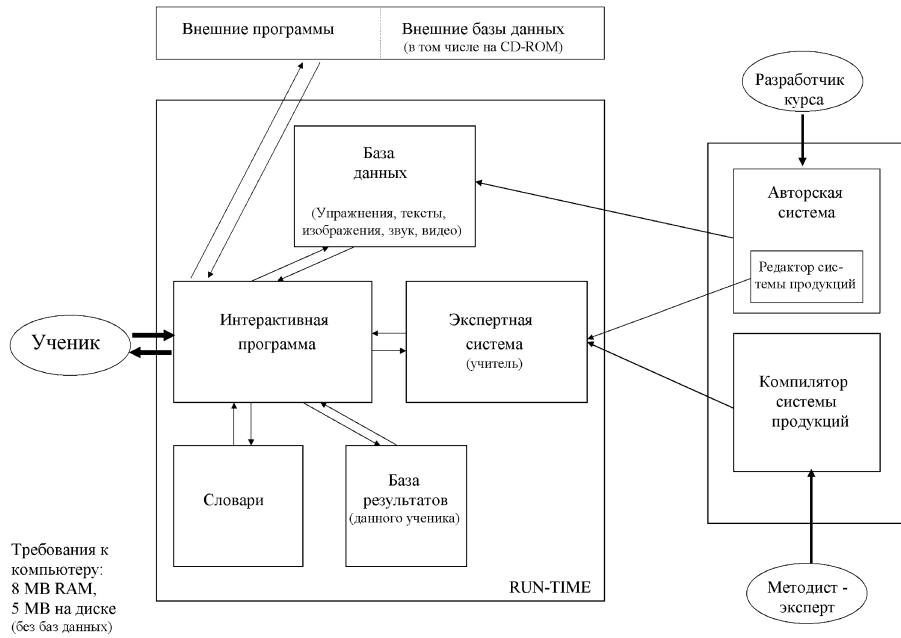 Внешние программы
Внешние базы данных
(в том числе на CD-ROM)
Разработчик
курса
База
данных
(Упражнения, тексты,
изображения, звук, видео)
Авторская
система
Редактор сис-
темы продукций
Ученик
Интерактивная
программа
Экспертная
система
(учитель)
Компилятор
системы
продукций
Словари
База
результатов
(данного ученика)
RUN-TIME
Требования к
компьютеру:
8 MB RAM,
5 MB на диске
(без баз данных)
Методист -
эксперт